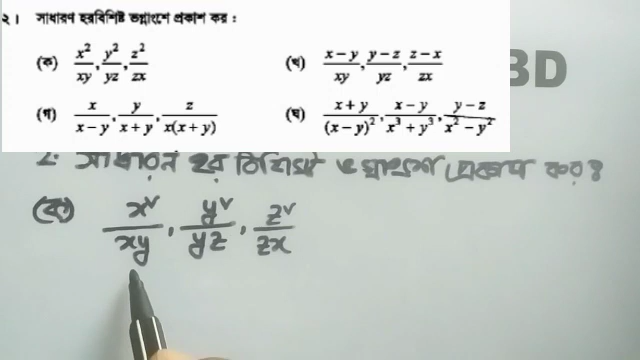 ২। সাধারণ হরবিশিষ্ট ভগ্নাংশে প্রকাশ কর :
(ক) x²/xy, y²/yz, z²/zx (খ) x−y/xy, y−z/yz, z−x/zx
BD
(গ) x/x−y, y/x+y, z/x(x+y) (ঘ) x+y/(x−y)², x−y/x³+y³, y−z/x²−y²
২. সাধারন হর বিশিষ্ট ভগ্নাংশে প্রকাশ করঃ
(ক) x²/xy, y²/yz, z²/zx